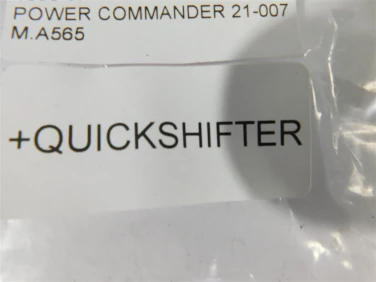 POWER COMMANDER 21-007
M.A565
+QUICKSHIFTER